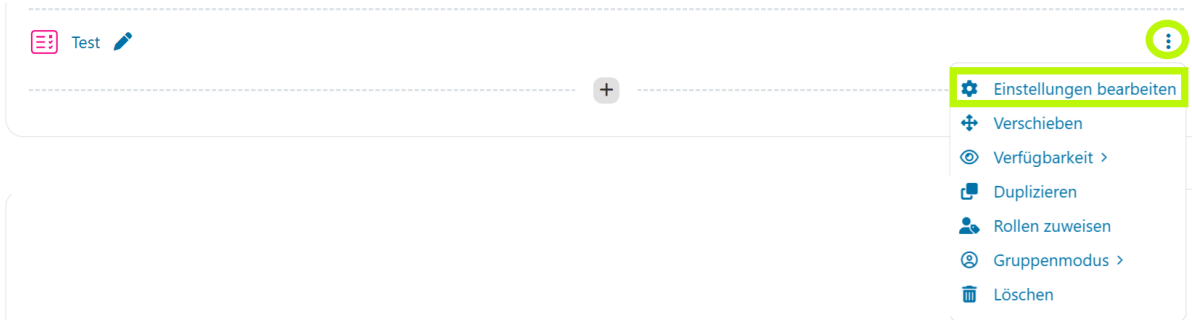 Test
Einstellungen bearbeiten
Verschieben
Verfügbarkeit >
Duplizieren
Rollen zuweisen
Gruppenmodus >
Löschen